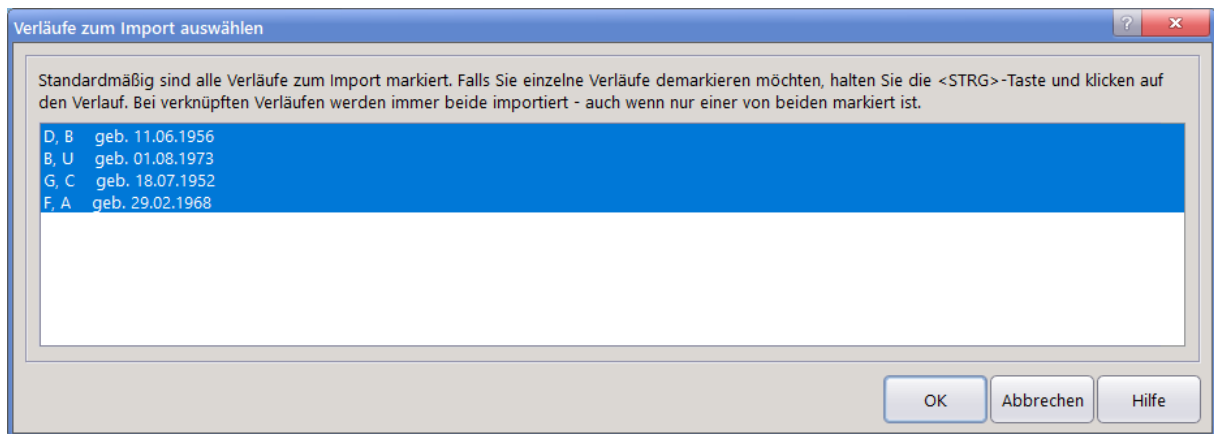 Verläufe zum Import auswählen
?
Standardmäßig sind alle Verläufe zum Import markiert. Falls Sie einzelne Verläufe demarkieren möchten, halten Sie die <STRG>-Taste und klicken auf
den Verlauf. Bei verknüpften Verläufen werden immer beide importiert - auch wenn nur einer von beiden markiert ist.
D, B geb. 11.06.1956
B, U geb. 01.08.1973
G, C geb. 18.07.1952
F, A geb. 29.02.1968
OK Abbrechen Hilfe